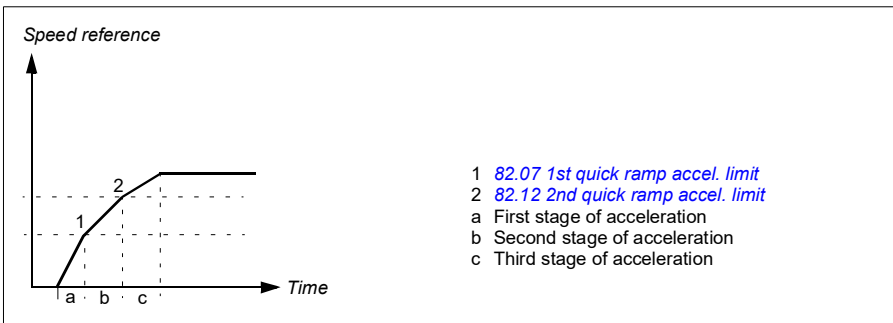 Speed reference
2
1
a b c
Time
1 82.07 1st quick ramp accel. limit
2 82.12 2nd quick ramp accel. limit
a First stage of acceleration
b Second stage of acceleration
c Third stage of acceleration